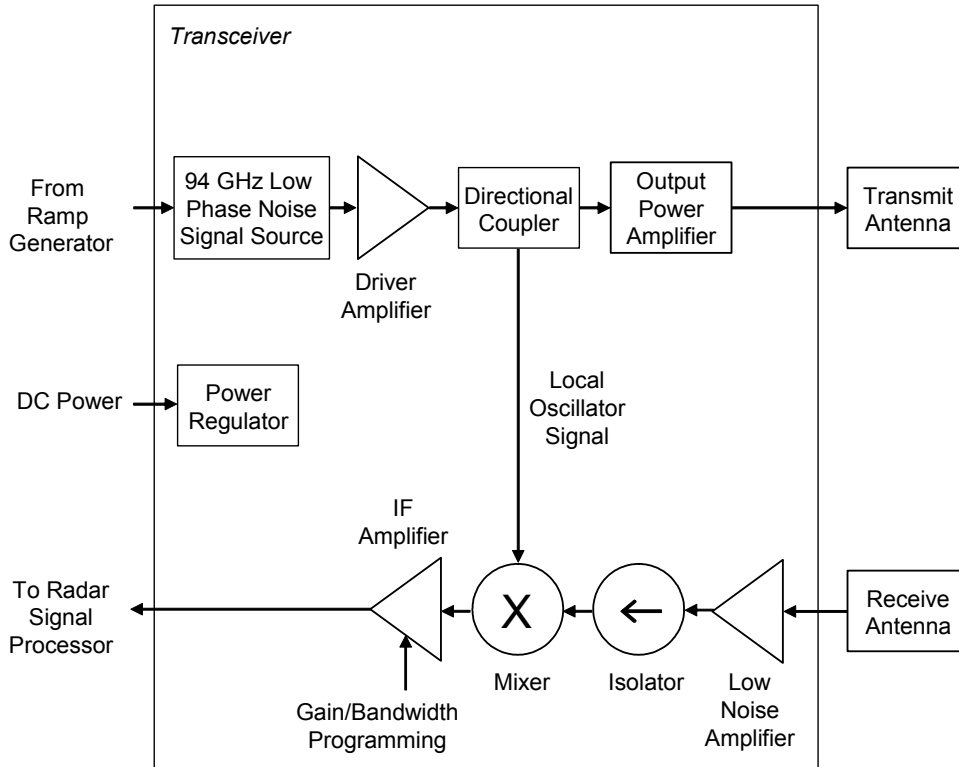 Transceiver
From
Ramp
Generator
94 GHz Low
Phase Noise
Signal Source
Driver
Amplifier
Directional
Coupler
Output
Power
Amplifier
Transmit
Antenna
DC Power
Power
Regulator
Local
Oscillator
Signal
IF
Amplifier
To Radar
Signal
Processor
X
Mixer
Isolator
Low
Noise
Amplifier
Receive
Antenna
Gain/Bandwidth
Programming